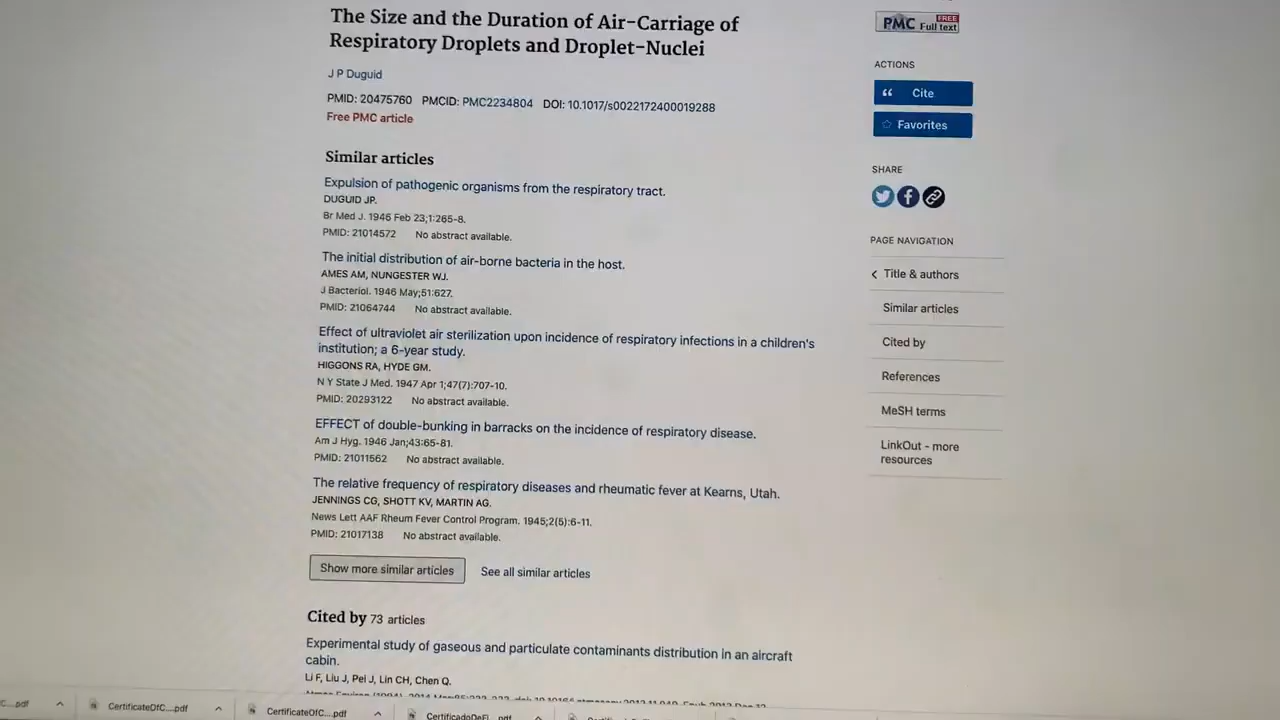 The Size and the Duration of Air-Carriage of
Respiratory Droplets and Droplet-Nuclei
J P Duguid
PMID: 20475760 PMCID: PMC2234804 DOI: 10.1017/s0022172400019288
Free PMC article
Similar articles
Expulsion of pathogenic organisms from the respiratory tract.
DUGUID JP.
Br Med J. 1946 Feb 23;1:265-8.
PMID: 21014572 No abstract available.
The initial distribution of air-borne bacteria in the host.
AMES AM, NUNGESTER WJ.
J Bacteriol. 1946 May;51:627.
PMID: 21064744 No abstract available.
Effect of ultraviolet air sterilization upon incidence of respiratory infections in a children's
institution; a 6-year study.
HIGGONS RA, HYDE GM.
N Y State J Med. 1947 Apr 1;47(7):707-10.
PMID: 20293122 No abstract available.
EFFECT of double-bunking in barracks on the incidence of respiratory disease.
Am J Hyg. 1946 Jan;43:65-81.
PMID: 21011562 No abstract available.
The relative frequency of respiratory diseases and rheumatic fever at Kearns, Utah.
JENNINGS CG, SHOTT KV, MARTIN AG.
News Lett AAF Rheum Fever Control Program. 1945;2(5):6-11.
PMID: 21017138 No abstract available.
Show more similar articles See all similar articles
Cited by 73 articles
Experimental study of gaseous and particulate contaminants distribution in an aircraft
cabin.
Li F, Liu J, Pei J, Lin CH, Chen Q.
PMC FREE Full text
ACTIONS
Cite
Favorites
SHARE
PAGE NAVIGATION
Title & authors
Similar articles
Cited by
References
MeSH terms
LinkOut - more
resources
C....pdf
CertificateOfC....pdf
CertificateOfC....pdf
CertificadoDeFi....pdf